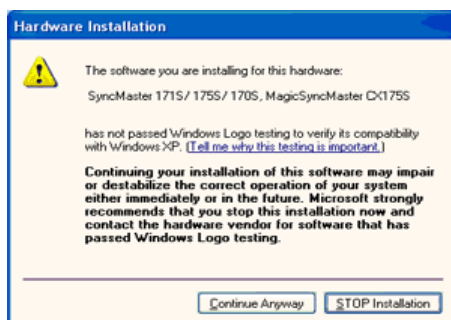 Hardware Installation
The software you are installing for this hardware:
SyncMaster 171S/ 175S/ 170S, MagicSyncMaster CX175S
has not passed Windows Logo testing to verify its compatibility
with Windows XP. (Tell me why this testing is important.)
Continuing your installation of this software may impair
or destabilize the correct operation of your system
either immediately or in the future. Microsoft strongly
recommends that you stop this installation now and
contact the hardware vendor for software that has
passed Windows Logo testing.
Continue Anyway
STOP Installation